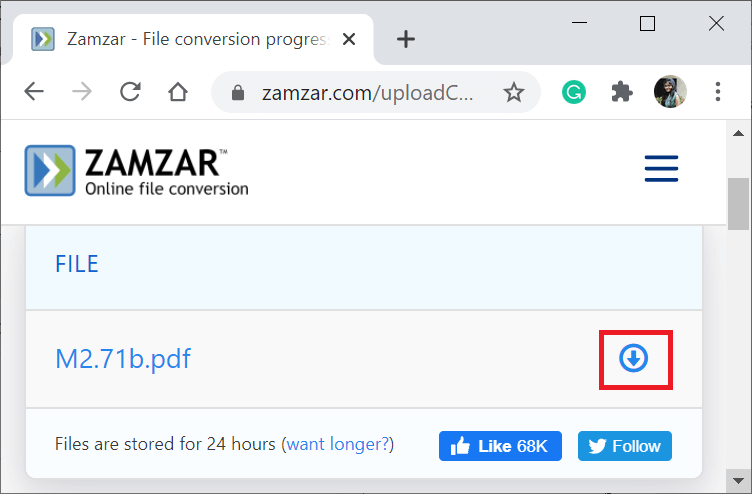 Zamzar - File conversion progres
zamzar.com/uploadC...
G
ZAMZAR™
Online file conversion
FILE
M2.71b.pdf
Files are stored for 24 hours (want longer?)
Like 68K
Follow